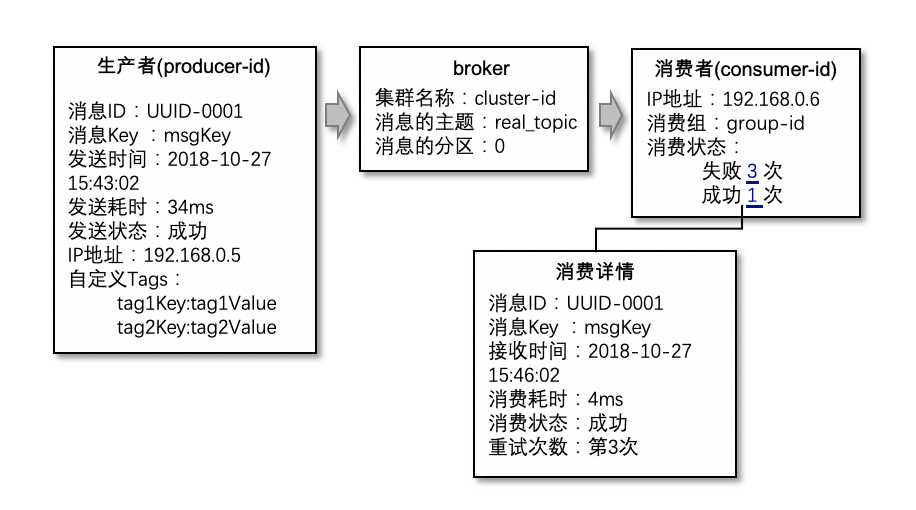 生产者(producer-id)
消息ID：UUID-0001
消息Key ：msgKey
发送时间：2018-10-27
15:43:02
发送耗时：34ms
发送状态：成功
IP地址：192.168.0.5
自定义Tags：
tag1Key:tag1Value
tag2Key:tag2Value
broker
集群名称：cluster-id
消息的主题：real_topic
消息的分区：0
消费者(consumer-id)
IP地址：192.168.0.6
消费组：group-id
消费状态：
失败 3 次
成功 1 次
消费详情
消息ID：UUID-0001
消息Key ：msgKey
接收时间：2018-10-27
15:46:02
消费耗时：4ms
消费状态：成功
重试次数：第3次